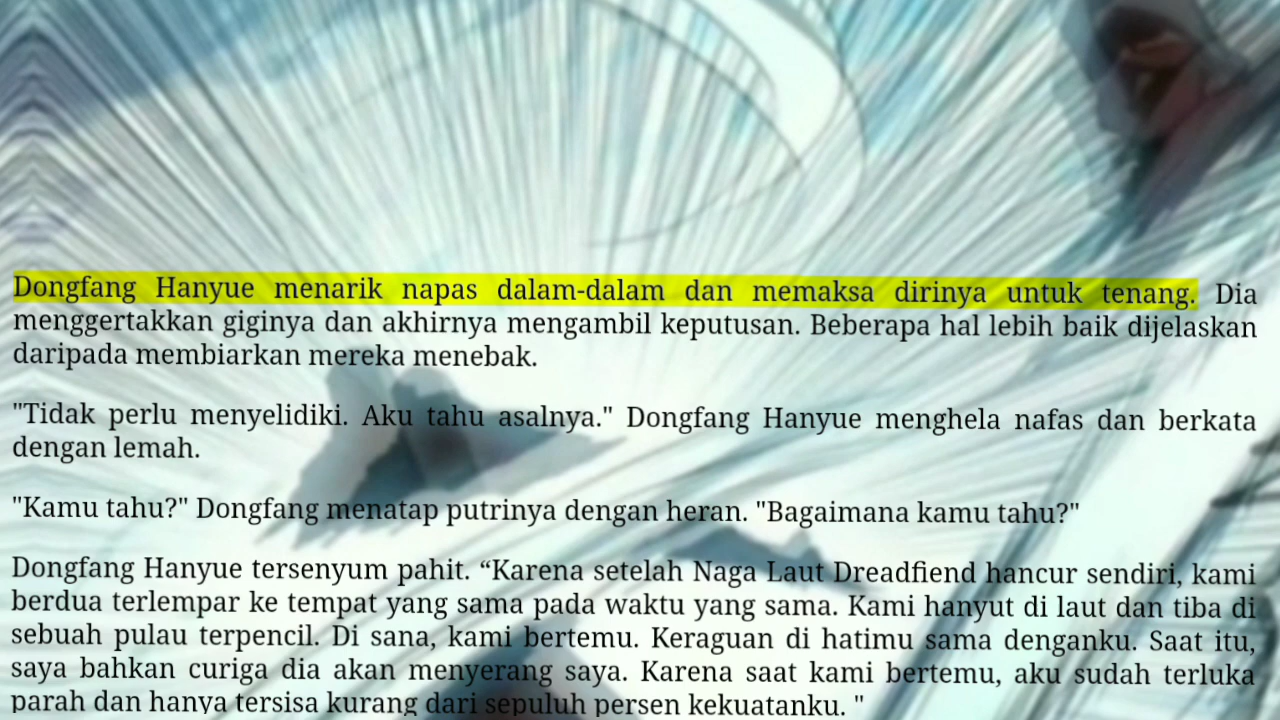 Dongfang Hanyue menarik napas dalam-dalam dan memaksa dirinya untuk tenang. Dia
menggertakkan giginya dan akhirnya mengambil keputusan. Beberapa hal lebih baik dijelaskan
daripada membiarkan mereka menebak.
"Tidak perlu menyelidiki. Aku tahu asalnya." Dongfang Hanyue menghela nafas dan berkata
dengan lemah.
"Kamu tahu?" Dongfang menatap putrinya dengan heran. "Bagaimana kamu tahu?"
Dongfang Hanyue tersenyum pahit. “Karena setelah Naga Laut Dreadfiend hancur sendiri, kami
berdua terlempar ke tempat yang sama pada waktu yang sama. Kami hanyut di laut dan tiba di
sebuah pulau terpencil. Di sana, kami bertemu. Keraguan di hatimu sama denganku. Saat itu,
saya bahkan curiga dia akan menyerang saya. Karena saat kami bertemu, aku sudah terluka
parah dan hanya tersisa kurang dari sepuluh persen kekuatanku. "